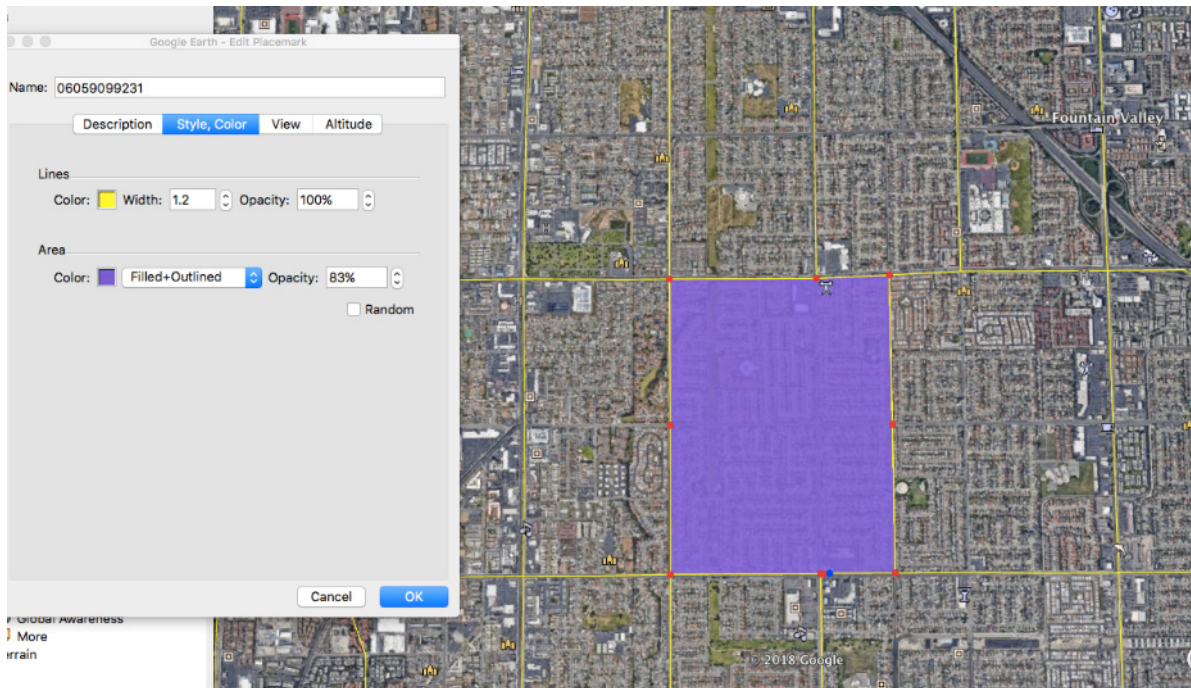 Google Earth - Edit Placemark
Name: 06059099231
Description Style, Color View Altitude
Lines
Color: Width: 1.2 Opacity: 100%
Area
Color: Filled+Outlined Opacity: 83%
Random
Cancel OK
Global Awareness
More
errain
Fountain Valley
© 2018 Google